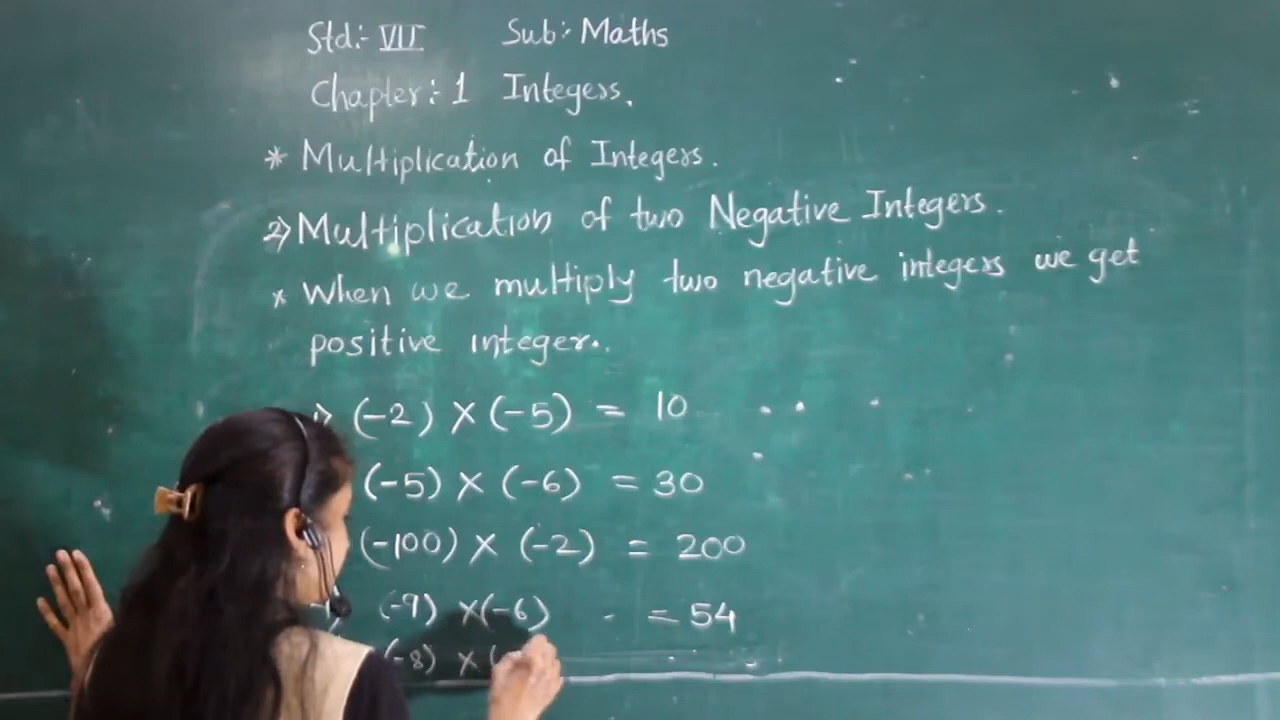 Std:- VII Sub:- Maths
Chapter:- 1 Integers.
* Multiplication of Integers.
2) Multiplication of two Negative Integers.
* When we multiply two negative integers we get
positive integer.
(-2) × (-5) = 10
(-5) × (-6) = 30
(-100) × (-2) = 200
(-9) × (-6) = 54
(-8) × (